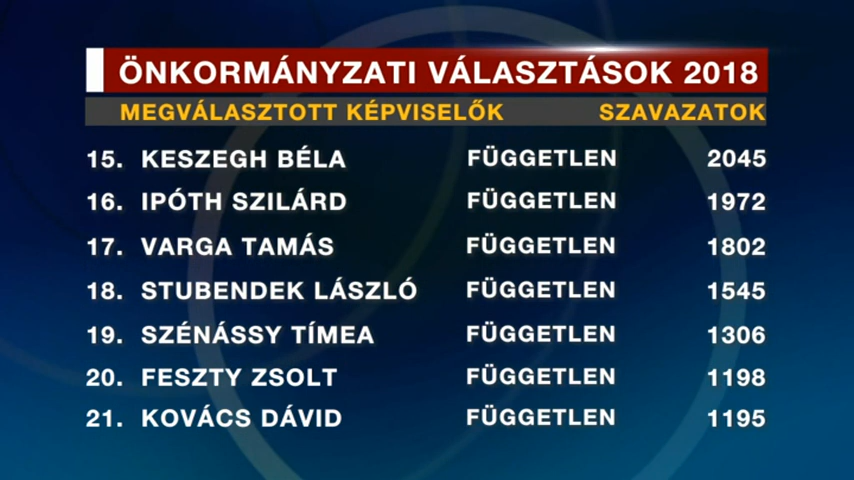 ÖNKORMÁNYZATI VÁLASZTÁSOK 2018
MEGVÁLASZTOTT KÉPVISELŐK SZAVAZATOK
15. KESZEGH BÉLA FÜGGETLEN 2045
16. IPÓTH SZILÁRD FÜGGETLEN 1972
17. VARGA TAMÁS FÜGGETLEN 1802
18. STUBENDEK LÁSZLÓ FÜGGETLEN 1545
19. SZÉNÁSSY TÍMEA FÜGGETLEN 1306
20. FESZTY ZSOLT FÜGGETLEN 1198
21. KOVÁCS DÁVID FÜGGETLEN 1195